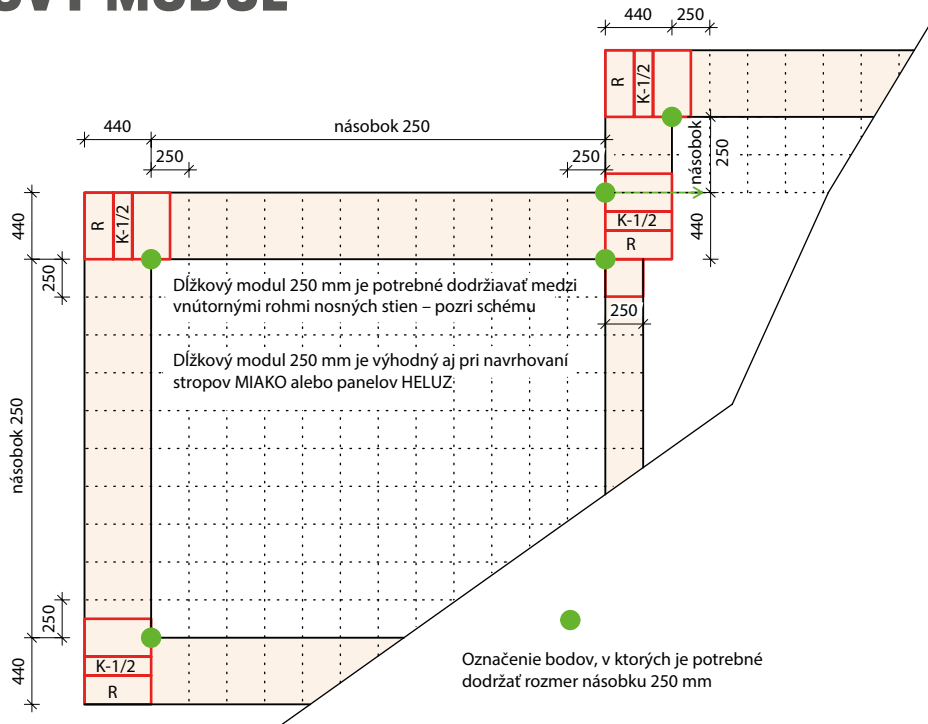 440 250
R K-1/2
440 násobok 250
250 250 násobok 250
440 R K-1/2 K-1/2 440
R
250
Dĺžkový modul 250 mm je potrebné dodržiavať medzi
vnútornými rohmi nosných stien – pozri schému
250
Dĺžkový modul 250 mm je výhodný aj pri navrhovaní
stropov MIAKO alebo panelov HELUZ
násobok 250
250
440 K-1/2
R
Označenie bodov, v ktorých je potrebné
dodržať rozmer násobku 250 mm